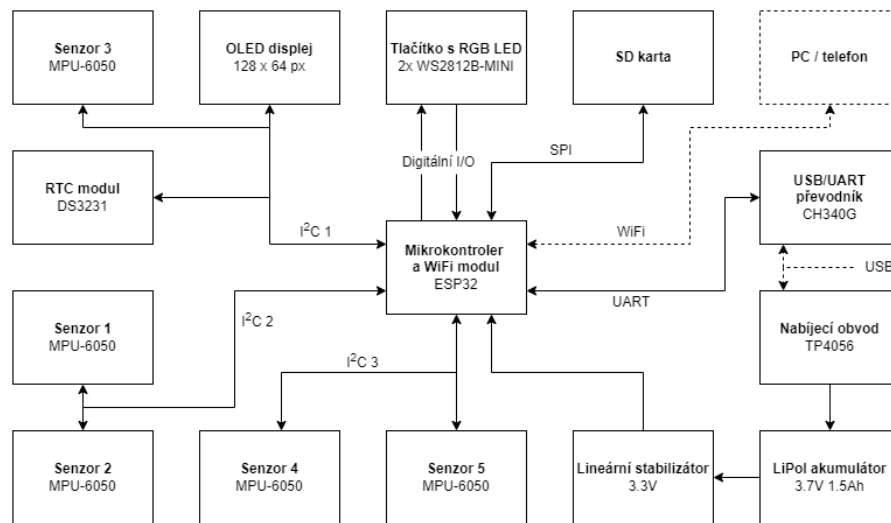 Senzor 3
MPU-6050
OLED displej
128 x 64 px
Tlačítko s RGB LED
2x WS2812B-MINI
SD karta
PC / telefon
Digitální I/O
SPI
RTC modul
DS3231
USB/UART
převodník
CH340G
I²C 1
WiFi
Mikrokontroler
a WiFi modul
ESP32
USB
UART
Senzor 1
MPU-6050
I²C 2
Nabíjecí obvod
TP4056
I²C 3
Senzor 2
MPU-6050
Senzor 4
MPU-6050
Senzor 5
MPU-6050
Lineární stabilizátor
3.3V
LiPol akumulátor
3.7V 1.5Ah